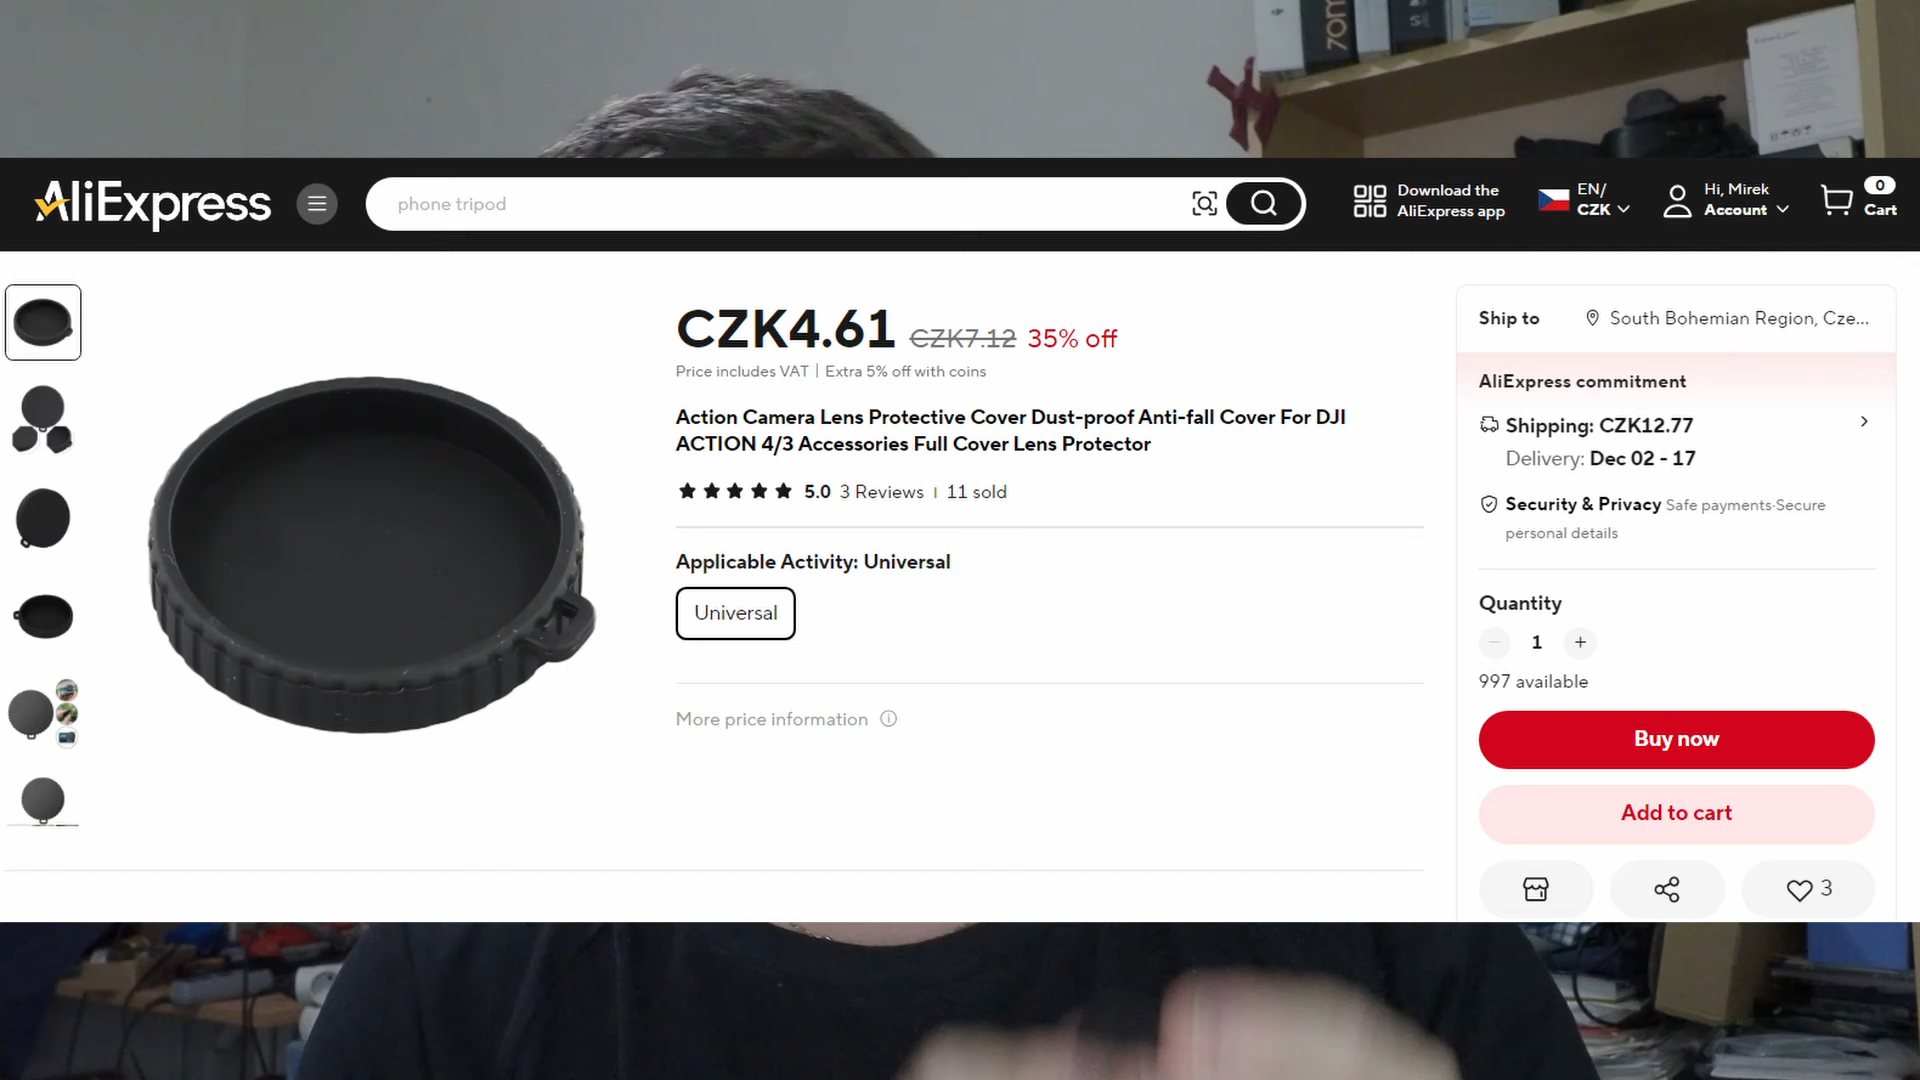 70m
S
AliExpress
phone tripod
Download the
AliExpress app
EN/
CZK
Hi, Mirek
Account
0
Cart
CZK4.61 CZK7.12 35% off
Price includes VAT | Extra 5% off with coins
Action Camera Lens Protective Cover Dust-proof Anti-fall Cover For DJI
ACTION 4/3 Accessories Full Cover Lens Protector
5.0 3 Reviews | 11 sold
Applicable Activity: Universal
Universal
More price information
Ship to South Bohemian Region, Cze...
AliExpress commitment
Shipping: CZK12.77
Delivery: Dec 02 - 17
Security & Privacy Safe payments·Secure
personal details
Quantity
1
997 available
Buy now
Add to cart
3